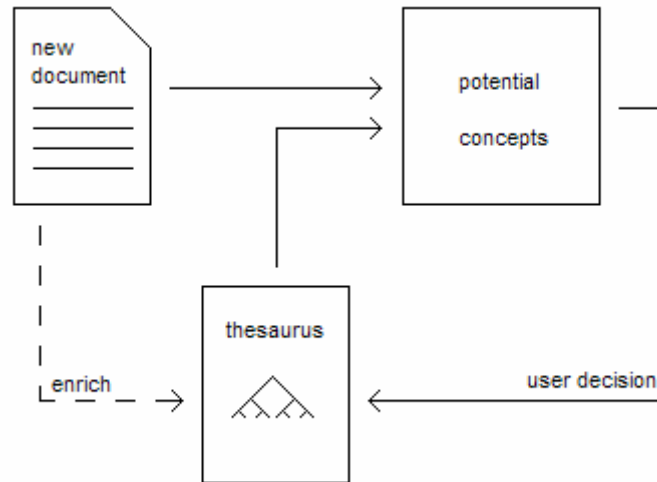 new
document
potential
concepts
thesaurus
enrich
user decision